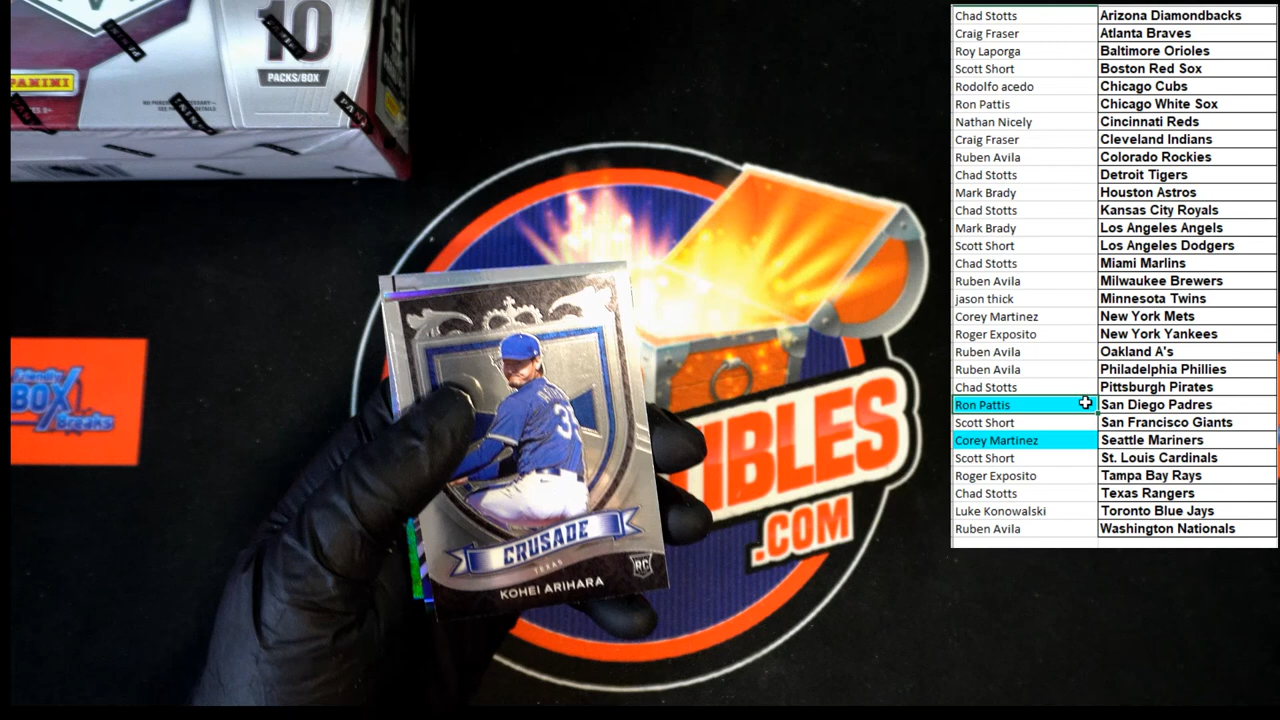 10
PACKS/BOX
PANINI
BOX
Breaks
CRUSADE
TEXAS
RC
KOHEI ARIHARA
IBLES
.COM
Chad Stotts Arizona Diamondbacks
Craig Fraser Atlanta Braves
Roy Laporga Baltimore Orioles
Scott Short Boston Red Sox
Rodolfo acedo Chicago Cubs
Ron Pattis Chicago White Sox
Nathan Nicely Cincinnati Reds
Craig Fraser Cleveland Indians
Ruben Avila Colorado Rockies
Chad Stotts Detroit Tigers
Mark Brady Houston Astros
Chad Stotts Kansas City Royals
Mark Brady Los Angeles Angels
Scott Short Los Angeles Dodgers
Chad Stotts Miami Marlins
Ruben Avila Milwaukee Brewers
jason thick Minnesota Twins
Corey Martinez New York Mets
Roger Exposito New York Yankees
Ruben Avila Oakland A's
Ruben Avila Philadelphia Phillies
Chad Stotts Pittsburgh Pirates
Ron Pattis San Diego Padres
Scott Short San Francisco Giants
Corey Martinez Seattle Mariners
Scott Short St. Louis Cardinals
Roger Exposito Tampa Bay Rays
Chad Stotts Texas Rangers
Luke Konowalski Toronto Blue Jays
Ruben Avila Washington Nationals